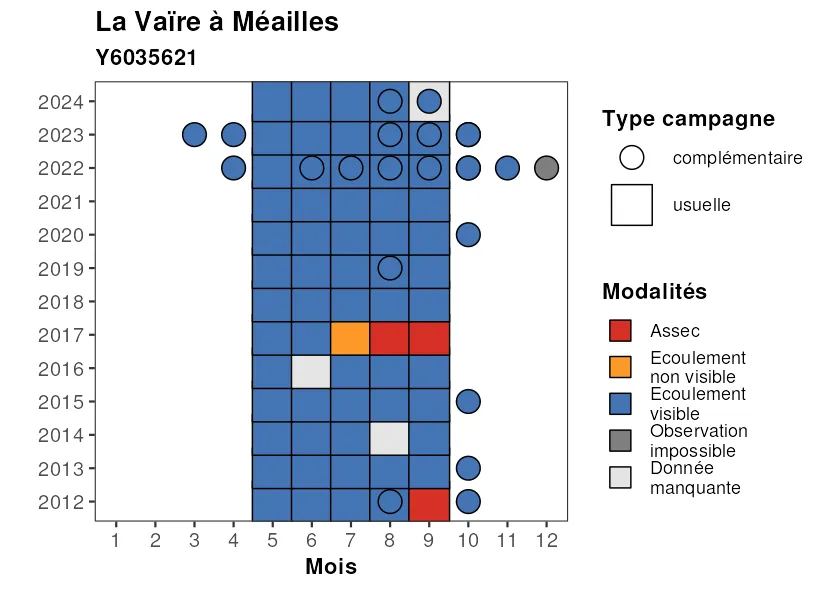 La Vaïre à Méailles
Y6035621
2024
2023
2022
2021
2020
2019
2018
2017
2016
2015
2014
2013
2012
1 2 3 4 5 6 7 8 9 10 11 12
Mois
Type campagne
complémentaire
usuelle
Modalités
Assec
Ecoulement
non visible
Ecoulement
visible
Observation
impossible
Donnée
manquante